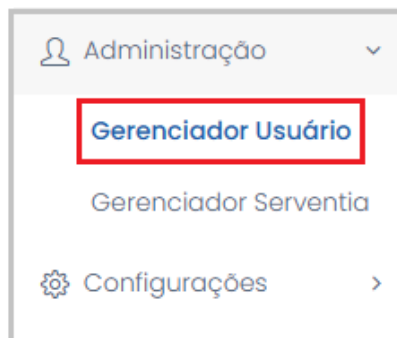 Administração
Gerenciador Usuário
Gerenciador Serventia
Configurações